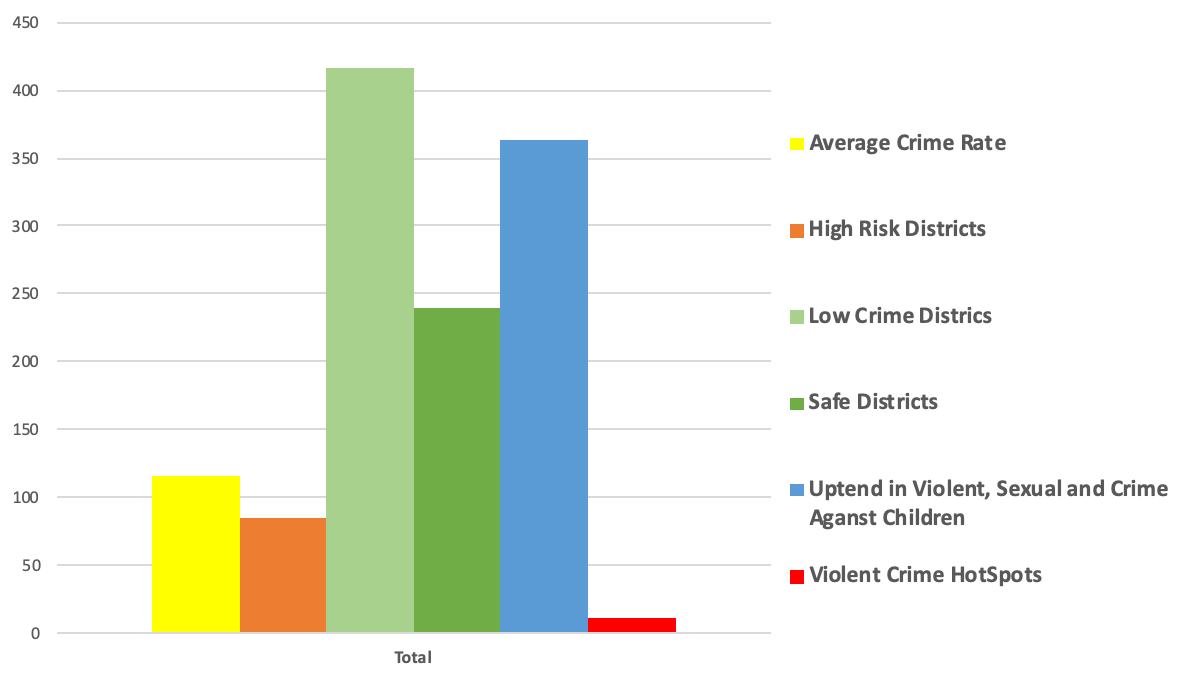 450
400
350
300
250
200
150
100
50
0
Total
Average Crime Rate
High Risk Districts
Low Crime Districs
Safe Districts
Uptend in Violent, Sexual and Crime
Aganst Children
Violent Crime HotSpots